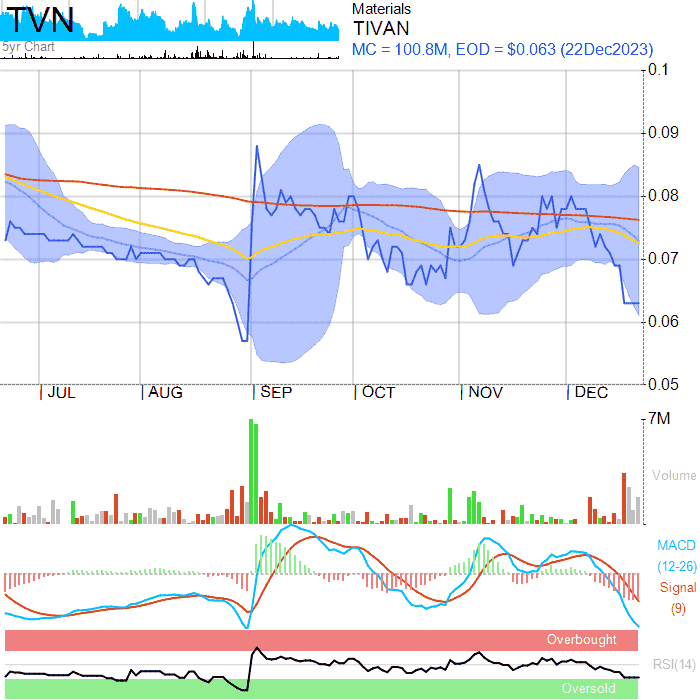 TVN
5yr Chart
Materials
TIVAN
MC = 100.8M, EOD = $0.063 (22Dec2023)
0.1
0.09
0.08
0.07
0.06
0.05
JUL AUG SEP OCT NOV DEC
7M
Volume
MACD
(12-26)
Signal
(9)
Overbought
RSI(14)
Oversold